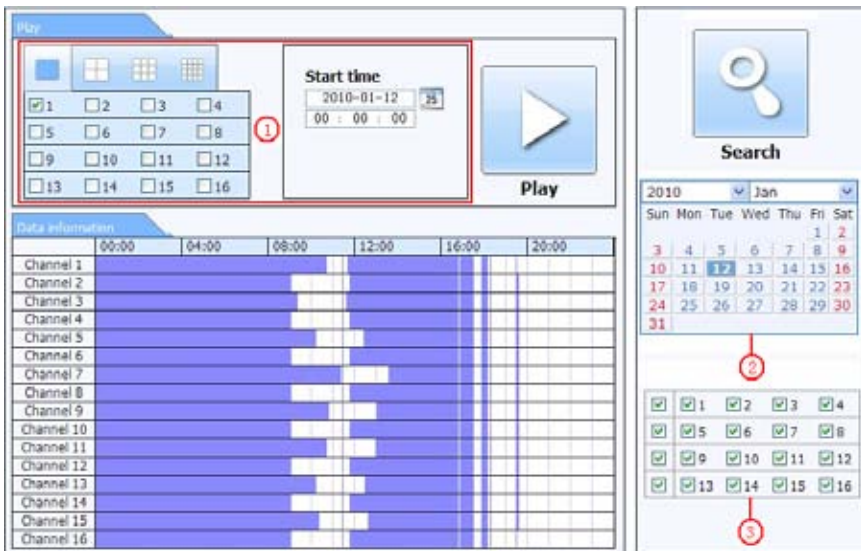 Play
Start time
2010-01-12 25
00 : 00 : 00
1 2 3 4
5 6 7 8
9 10 11 12
13 14 15 16
1
Play
Data information
00:00 04:00 08:00 12:00 16:00 20:00
Channel 1
Channel 2
Channel 3
Channel 4
Channel 5
Channel 6
Channel 7
Channel 8
Channel 9
Channel 10
Channel 11
Channel 12
Channel 13
Channel 14
Channel 15
Channel 16
Search
2010 Jan
Sun Mon Tue Wed Thu Fri Sat
1 2
3 4 5 6 7 8 9
10 11 12 13 14 15 16
17 18 19 20 21 22 23
24 25 26 27 28 29 30
31
2
1 2 3 4
5 6 7 8
9 10 11 12
13 14 15 16
3